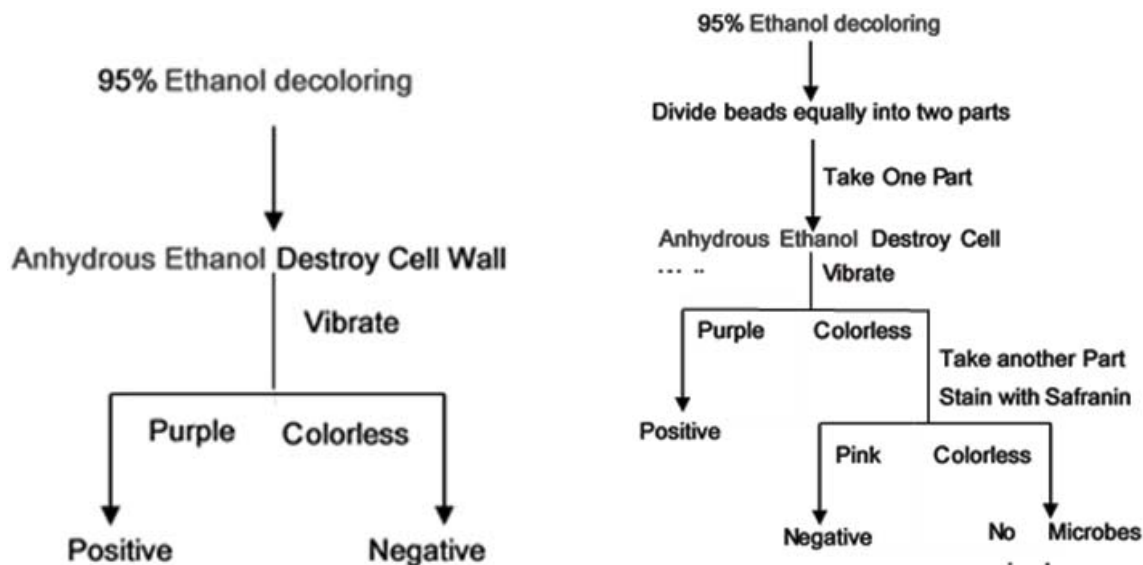 95% Ethanol decoloring
Anhydrous Ethanol Destroy Cell Wall
Vibrate
Purple Colorless
Positive Negative
95% Ethanol decoloring
Divide beads equally into two parts
Take One Part
Anhydrous Ethanol Destroy Cell
Vibrate
Purple Colorless
Take another Part
Stain with Safranin
Positive
Pink Colorless
Negative No Microbes